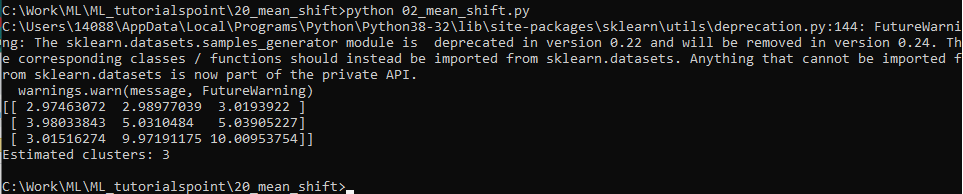 C:\Work\ML\ML_tutorialspoint\20_mean_shift>python 02_mean_shift.py
C:\Users\14088\AppData\Local\Programs\Python\Python38-32\lib\site-packages\sklearn\utils\deprecation.py:144: FutureWarni
ng: The sklearn.datasets.samples_generator module is  deprecated in version 0.22 and will be removed in version 0.24. Th
e corresponding classes / functions should instead be imported from sklearn.datasets. Anything that cannot be imported f
rom sklearn.datasets is now part of the private API.
  warnings.warn(message, FutureWarning)
[[ 2.97463072  2.98977039  3.0193922 ]
 [ 3.98033843  5.0310484   5.03905227]
 [ 3.01516274  9.97191175 10.00953754]]
Estimated clusters: 3
C:\Work\ML\ML_tutorialspoint\20_mean_shift>